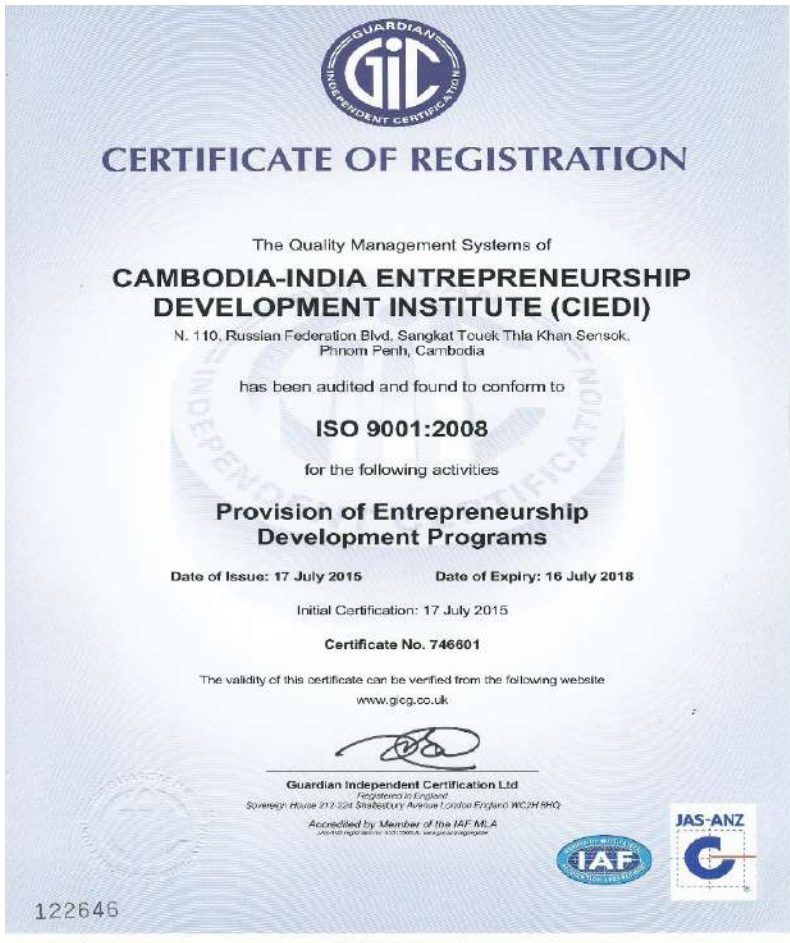 GUARDIAN
GIC
INDEPENDENT CERTIFICATION
CERTIFICATE OF REGISTRATION
The Quality Management Systems of
CAMBODIA-INDIA ENTREPRENEURSHIP
DEVELOPMENT INSTITUTE (CIEDI)
N. 110, Russian Federation Blvd, Sangkat Touek Thla Khan Sensok,
Phnom Penh, Cambodia
has been audited and found to conform to
ISO 9001:2008
for the following activities
Provision of Entrepreneurship
Development Programs
Date of Issue: 17 July 2015 Date of Expiry: 16 July 2018
Initial Certification: 17 July 2015
Certificate No. 746601
The validity of this certificate can be verified from the following website
www.gicg.co.uk
Guardian Independent Certification Ltd
Registered in England
Sovereign House 212-224 Shaftesbury Avenue London England WC2H 8HQ
Accredited by Member of the IAF MLA
IAF
JAS-ANZ
122646